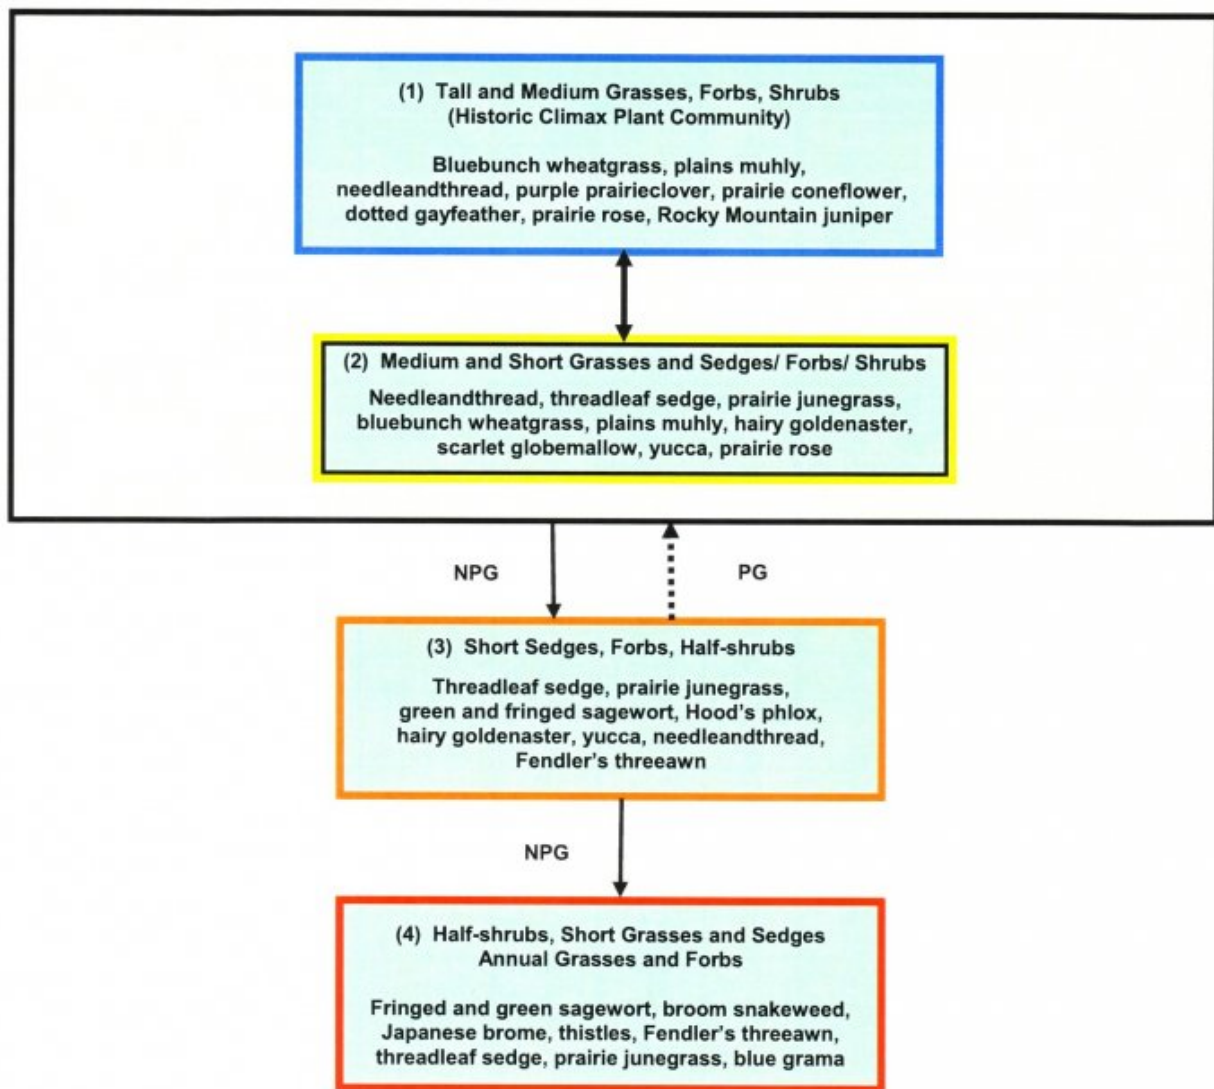 (1) Tall and Medium Grasses, Forbs, Shrubs
(Historic Climax Plant Community)
Bluebunch wheatgrass, plains muhly,
needleandthread, purple prairieclover, prairie coneflower,
dotted gayfeather, prairie rose, Rocky Mountain juniper
(2) Medium and Short Grasses and Sedges/ Forbs/ Shrubs
Needleandthread, threadleaf sedge, prairie junegrass,
bluebunch wheatgrass, plains muhly, hairy goldenaster,
scarlet globemallow, yucca, prairie rose
NPG
PG
(3) Short Sedges, Forbs, Half-shrubs
Threadleaf sedge, prairie junegrass,
green and fringed sagewort, Hood's phlox,
hairy goldenaster, yucca, needleandthread,
Fendler's threeawn
NPG
(4) Half-shrubs, Short Grasses and Sedges
Annual Grasses and Forbs
Fringed and green sagewort, broom snakeweed,
Japanese brome, thistles, Fendler's threeawn,
threadleaf sedge, prairie junegrass, blue grama